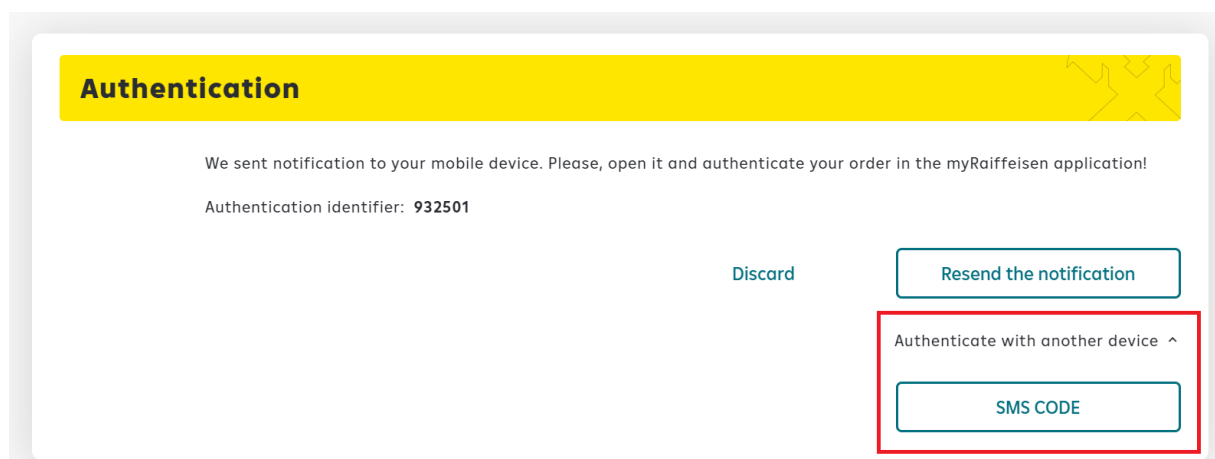 Authentication
We sent notification to your mobile device. Please, open it and authenticate your order in the myRaiffeisen application!
Authentication identifier: 932501
Discard
Resend the notification
Authenticate with another device
SMS CODE